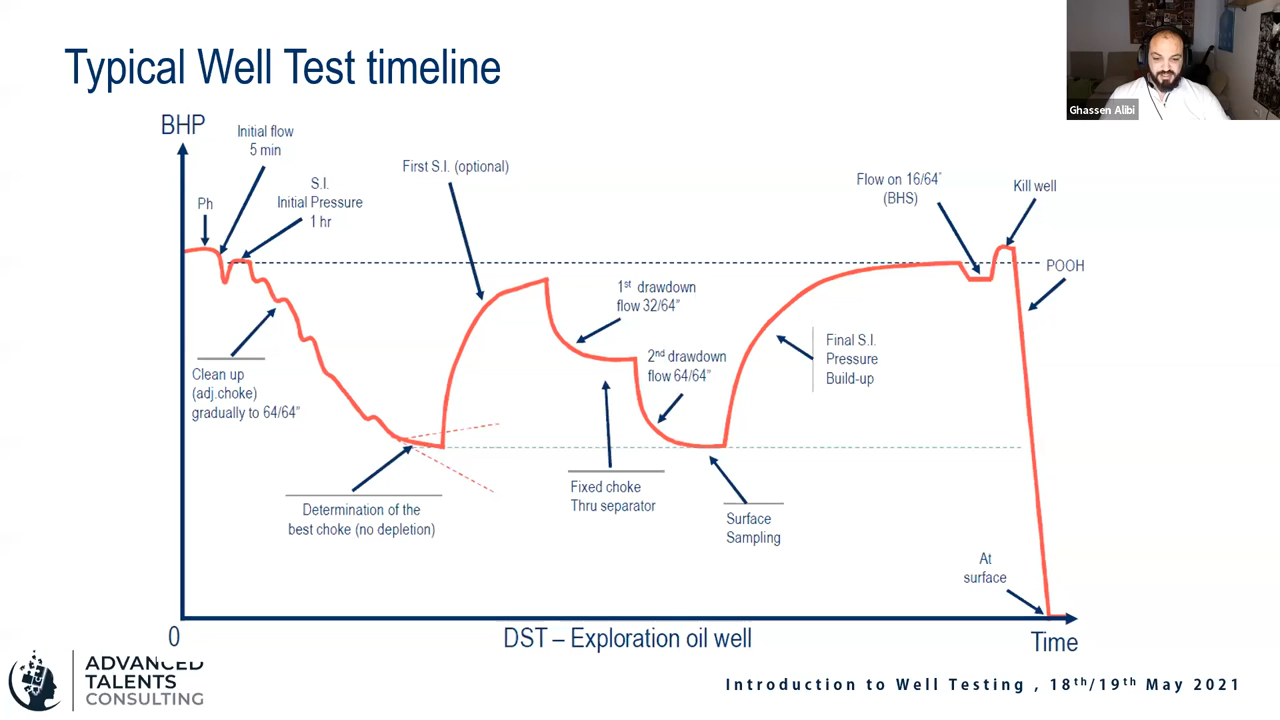 Typical Well Test timeline
Ghassen Alibi
BHP
Initial flow
5 min
Ph
S.I.
Initial Pressure
1 hr
First S.I. (optional)
Flow on 16/64"
(BHS)
Kill well
POOH
1st drawdown
flow 32/64"
2nd drawdown
flow 64/64"
Final S.I.
Pressure
Build-up
Clean up
(adj.choke)
gradually to 64/64"
Determination of the
best choke (no depletion)
Fixed choke
Thru separator
Surface
Sampling
At
surface
0
DST – Exploration oil well
Time
ADVANCED
TALENTS
CONSULTING
Introduction to Well Testing , 18th/19th May 2021